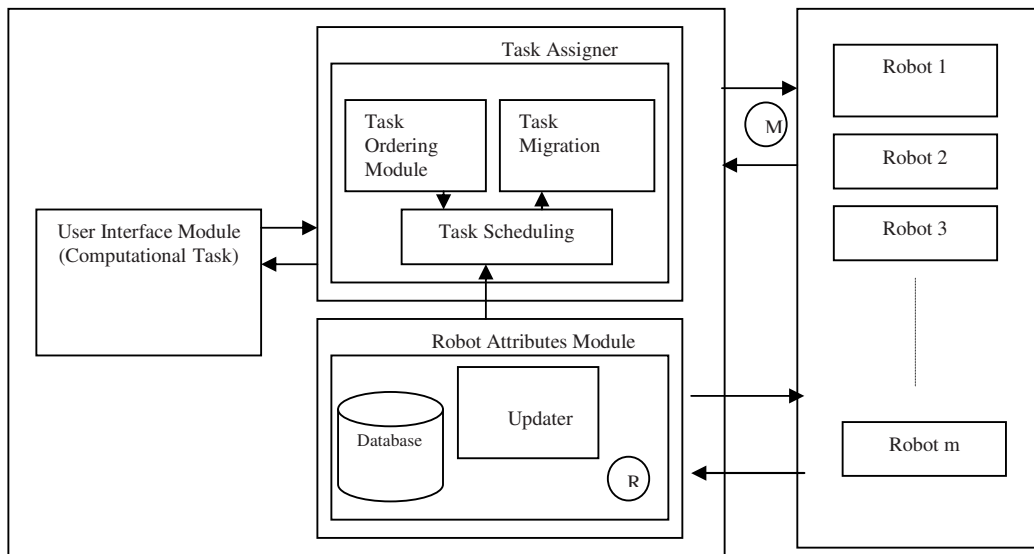 Task Assigner
Task
Ordering
Module
Task
Migration
Task Scheduling
User Interface Module
(Computational Task)
Robot Attributes Module
Database
Updater
R
M
Robot 1
Robot 2
Robot 3
Robot m